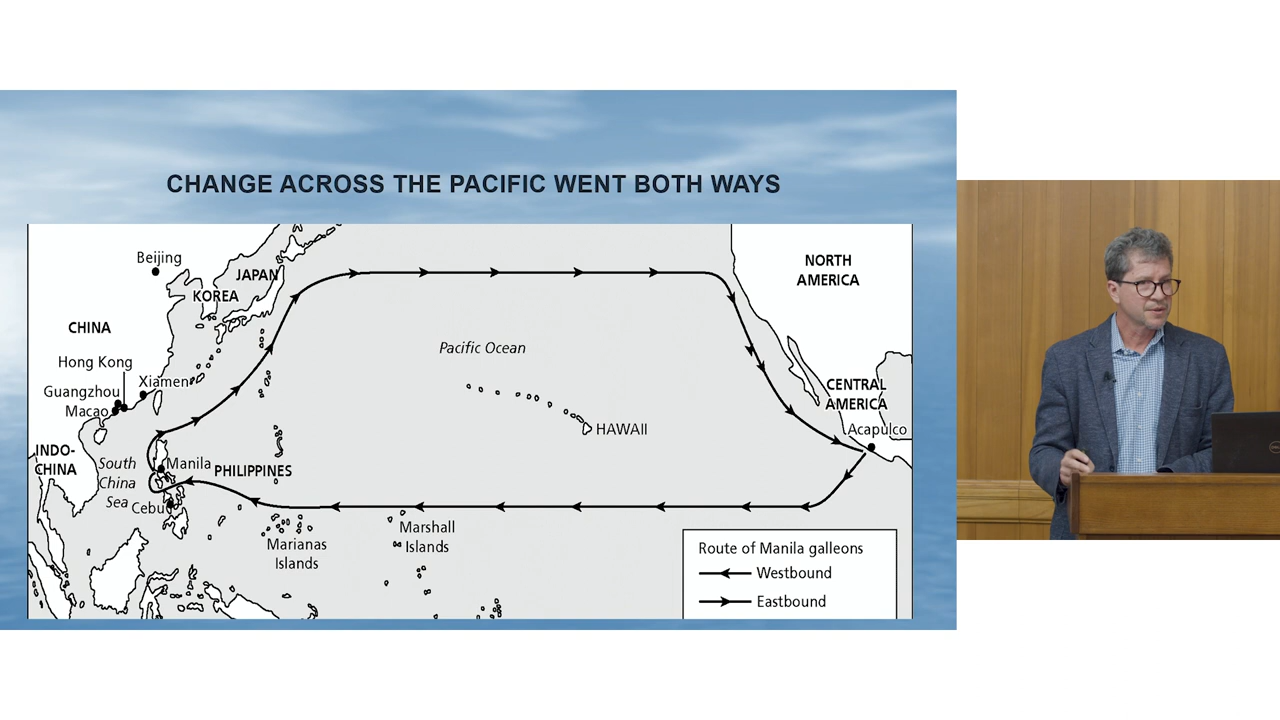 CHANGE ACROSS THE PACIFIC WENT BOTH WAYS
Beijing
JAPAN
KOREA
CHINA
Hong Kong
Xiamen
Guangzhou
Macao
INDO-
CHINA
South
China
Sea
Manila
PHILIPPINES
Cebu
Marianas
Islands
Marshall
Islands
Pacific Ocean
HAWAII
NORTH
AMERICA
CENTRAL
AMERICA
Acapulco
Route of Manila galleons
Westbound
Eastbound
DELL